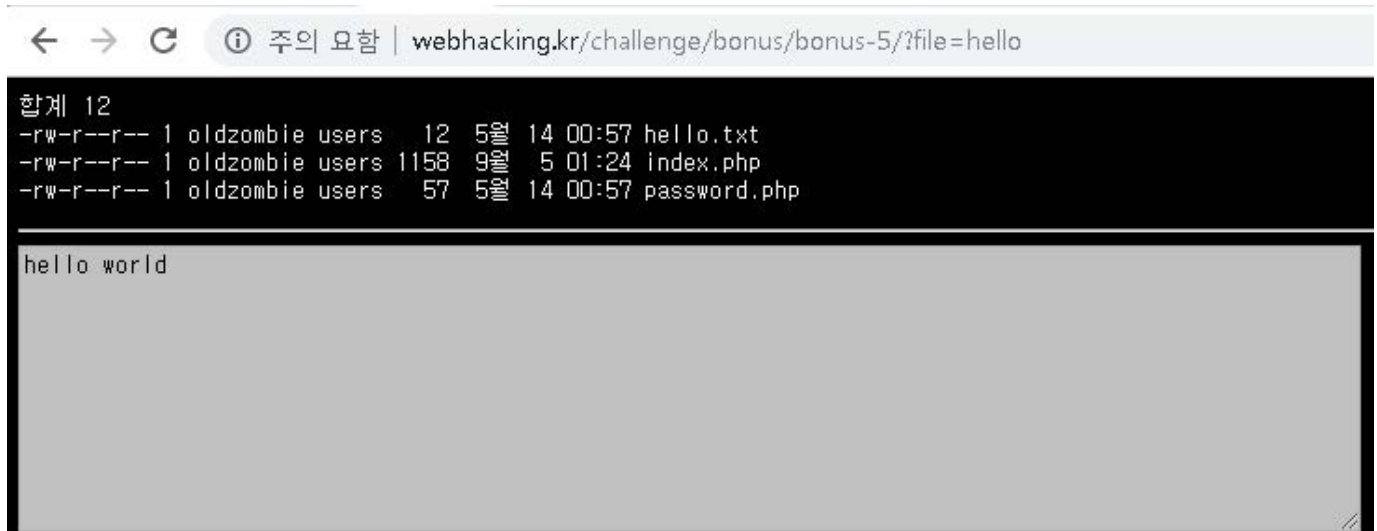 주의 요함 | webhacking.kr/challenge/bonus/bonus-5/?file=hello
합계 12
-rw-r--r-- 1 oldzombie users 12 5월 14 00:57 hello.txt
-rw-r--r-- 1 oldzombie users 1158 9월 5 01:24 index.php
-rw-r--r-- 1 oldzombie users 57 5월 14 00:57 password.php
hello world